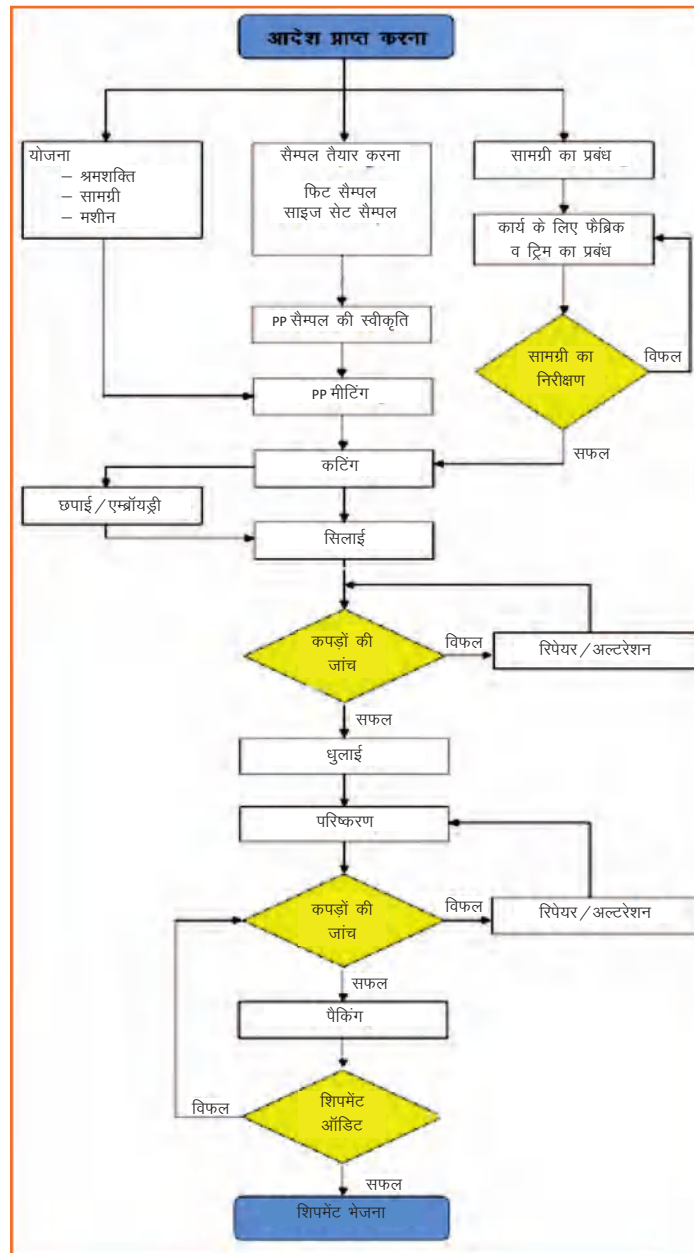 आदेश प्राप्त करना
योजना
– श्रमशक्ति
– सामग्री
– मशीन
सैम्पल तैयार करना
फिट सैम्पल
साइज सेट सैम्पल
सामग्री का प्रबंध
कार्य के लिए फैब्रिक
व ट्रिम का प्रबंध
PP सैम्पल की स्वीकृति
सामग्री का
निरीक्षण
विफल
PP मीटिंग
सफल
कटिंग
छपाई/एम्ब्रॉयड्री
सिलाई
कपड़ों की
जांच
विफल
रिपेयर/अल्टरेशन
सफल
धुलाई
परिष्करण
कपड़ों की
जांच
विफल
रिपेयर/अल्टरेशन
सफल
पैकिंग
शिपमेंट
ऑडिट
विफल
सफल
शिपमेंट भेजना